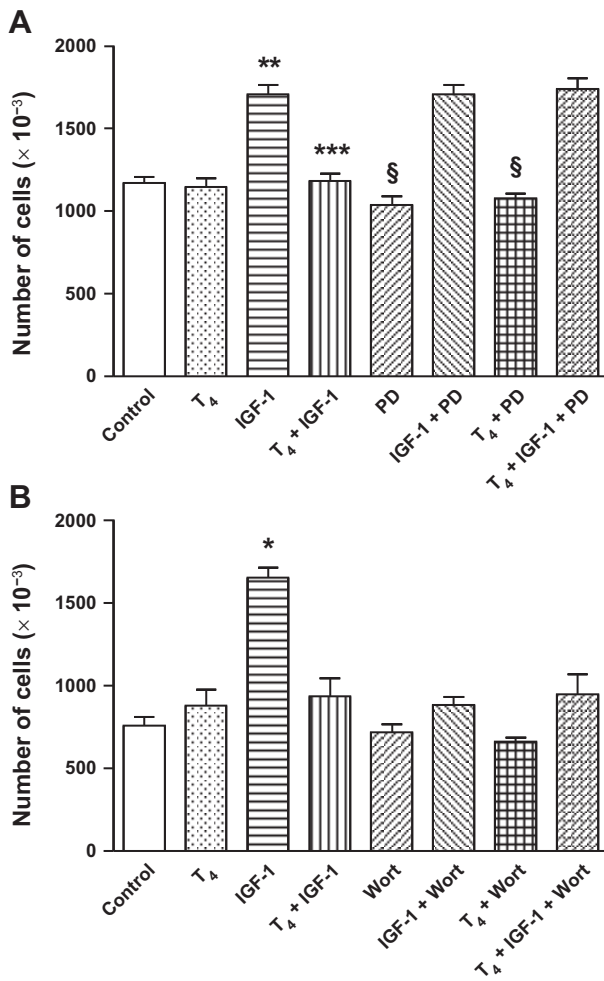 A
Number of cells (× 10⁻³)
2000
1500
1000
500
0
**
***
§
§
Control
T₄
IGF-1
T₄ + IGF-1
PD
IGF-1 + PD
T₄ + PD
T₄ + IGF-1 + PD
B
Number of cells (× 10⁻³)
2000
1500
1000
500
0
*
Control
T₄
IGF-1
T₄ + IGF-1
Wort
IGF-1 + Wort
T₄ + Wort
T₄ + IGF-1 + Wort